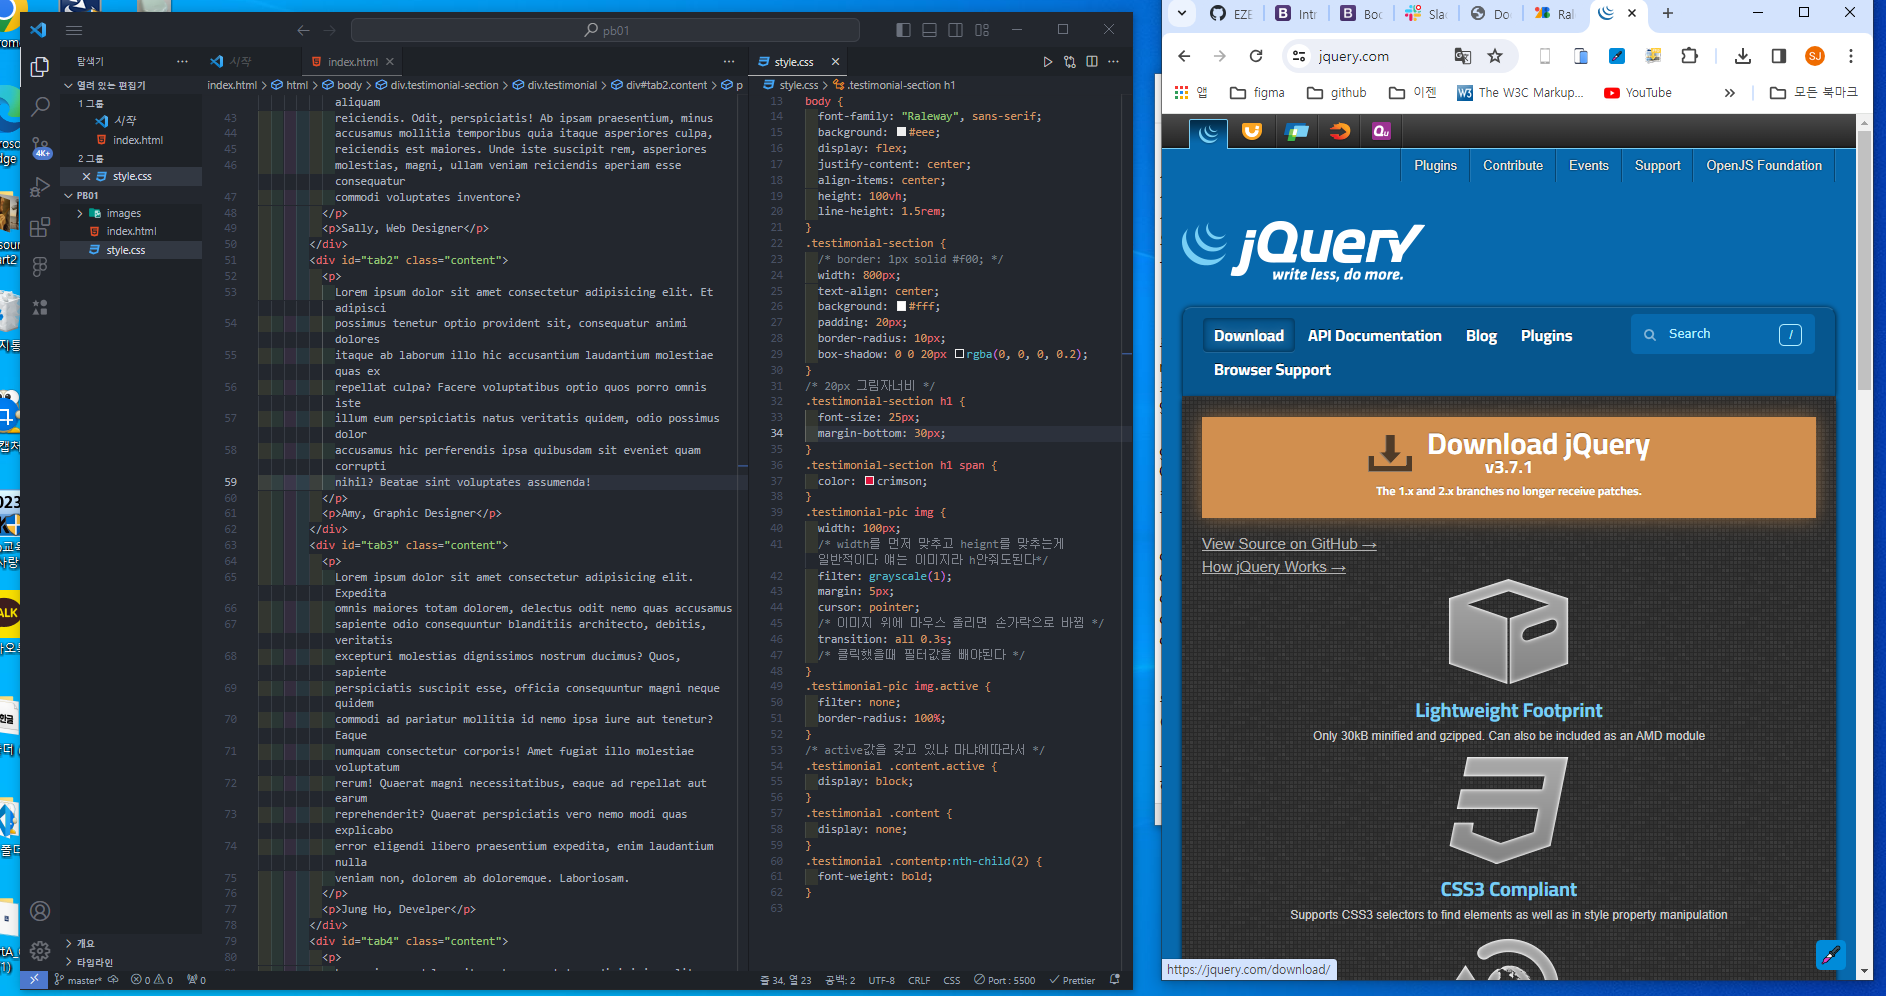 pb01
탐색기
열려 있는 편집기
1 그룹
시작
index.html
2 그룹
style.css
PB01
images
index.html
style.css
개요
타임라인
4K+
시작
index.html
index.html > html > body > div.testimonial-section > div.testimonial > div#tab2.content > p
aliquam
43 reiciendis. Odit, perspiciatis! Ab ipsam praesentium, minus
44 accusamus mollitia temporibus quia itaque asperiores culpa,
45 reiciendis est maiores. Unde iste suscipit rem, asperiores
46 molestias, magni, ullam veniam reiciendis aperiam esse
consequatur
47 commodi voluptates inventore?
48 </p>
49 <p>Sally, Web Designer</p>
50 </div>
51 <div id="tab2" class="content">
52 <p>
53 Lorem ipsum dolor sit amet consectetur adipisicing elit. Et
adipisci
54 possimus tenetur optio provident sit, consequatur animi
dolores
55 itaque ab laborum illo hic accusantium laudantium molestiae
quas ex
56 repellat culpa? Facere voluptatibus optio quos porro omnis
iste
57 illum eum perspiciatis natus veritatis quidem, odio possimus
dolor
58 accusamus hic perferendis ipsa quibusdam sit eveniet quam
corrupti
59 nihil? Beatae sint voluptates assumenda!
60 </p>
61 <p>Amy, Graphic Designer</p>
62 </div>
63 <div id="tab3" class="content">
64 <p>
65 Lorem ipsum dolor sit amet consectetur adipisicing elit.
Expedita
66 omnis maiores totam dolorem, delectus odit nemo quas accusamus
67 sapiente odio consequuntur blanditiis architecto, debitis,
veritatis
68 excepturi molestias dignissimos nostrum ducimus? Quos,
sapiente
69 perspiciatis suscipit esse, officia consequuntur magni neque
quidem
70 commodi ad pariatur mollitia id nemo ipsa iure aut tenetur?
Eaque
71 numquam consectetur corporis! Amet fugiat illo molestiae
voluptatum
72 rerum! Quaerat magni necessitatibus, eaque ad repellat aut
earum
73 reprehenderit? Quaerat perspiciatis vero nemo modi quas
explicabo
74 error eligendi libero praesentium expedita, enim laudantium
nulla
75 veniam non, dolorem ab doloremque. Laboriosam.
76 </p>
77 <p>Jung Ho, Develper</p>
78 </div>
79 <div id="tab4" class="content">
80 <p>
style.css
style.css > .testimonial-section h1
13 body {
14 font-family: "Raleway", sans-serif;
15 background: #eee;
16 display: flex;
17 justify-content: center;
18 align-items: center;
19 height: 100vh;
20 line-height: 1.5rem;
21 }
22 .testimonial-section {
23 /* border: 1px solid #f00; */
24 width: 800px;
25 text-align: center;
26 background: #fff;
27 padding: 20px;
28 border-radius: 10px;
29 box-shadow: 0 0 20px rgba(0, 0, 0, 0.2);
30 }
31 /* 20px 그림자너비 */
32 .testimonial-section h1 {
33 font-size: 25px;
34 margin-bottom: 30px;
35 }
36 .testimonial-section h1 span {
37 color: crimson;
38 }
39 .testimonial-pic img {
40 width: 100px;
41 /* width를 먼저 맞추고 heignt를 맞추는게
일반적이다 얘는 이미지라 h안줘도된다*/
42 filter: grayscale(1);
43 margin: 5px;
44 cursor: pointer;
45 /* 이미지 위에 마우스 올리면 손가락으로 바뀜 */
46 transition: all 0.3s;
47 /* 클릭했을때 필터값을 빼야된다 */
48 }
49 .testimonial-pic img.active {
50 filter: none;
51 border-radius: 100%;
52 }
53 /* active값을 갖고 있냐 마냐에따라서 */
54 .testimonial .content.active {
55 display: block;
56 }
57 .testimonial .content {
58 display: none;
59 }
60 .testimonial .contentp:nth-child(2) {
61 font-weight: bold;
62 }
63
master* 0 0 0
줄 34, 열 23 공백: 2 UTF-8 CRLF CSS Port : 5500 Prettier
EZE Intr Boo Sla Do Ral
jquery.com
SJ
앱 figma github 이젠 The W3C Markup... YouTube » 모든 북마크
Qu
Plugins Contribute Events Support OpenJS Foundation
jQuery
write less, do more.
Download API Documentation Blog Plugins
Search /
Browser Support
Download jQuery
v3.7.1
The 1.x and 2.x branches no longer receive patches.
View Source on GitHub →
How jQuery Works →
Lightweight Footprint
Only 30kB minified and gzipped. Can also be included as an AMD module
CSS3 Compliant
Supports CSS3 selectors to find elements as well as in style property manipulation
https://jquery.com/download/